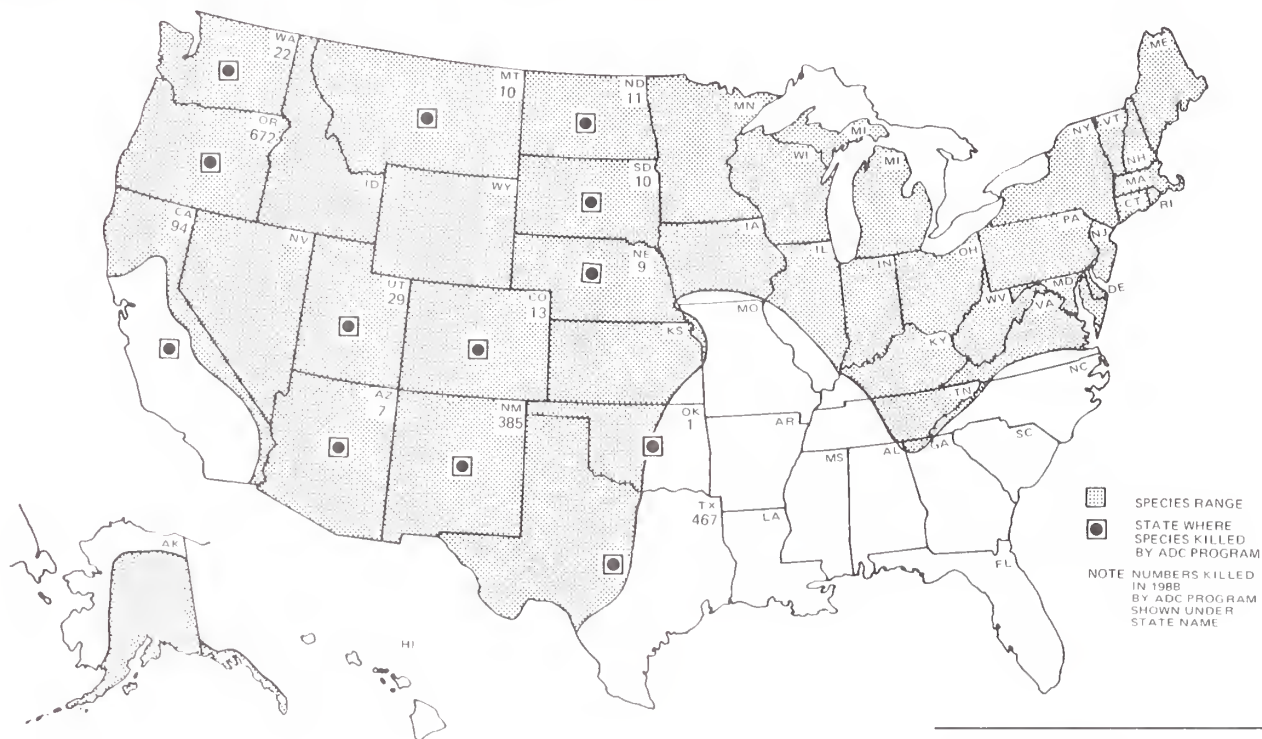 WA
22
MT
10
ND
11
MN
ME
OR
672
ID
WY
SD
10
WI
MI
MI
NY
VT
NH
MA
CT
RI
CA
94
NV
UT
29
CO
13
NE
9
IA
IL
IN
OH
PA
NJ
MD
DE
WV
VA
KY
KS
MO
AZ
7
NM
385
OK
1
AR
TN
NC
SC
MS
AL
GA
TX
467
LA
FL
AK
HI
SPECIES RANGE
STATE WHERE
SPECIES KILLED
BY ADC PROGRAM
NOTE NUMBERS KILLED
IN 1988
BY ADC PROGRAM
SHOWN UNDER
STATE NAME